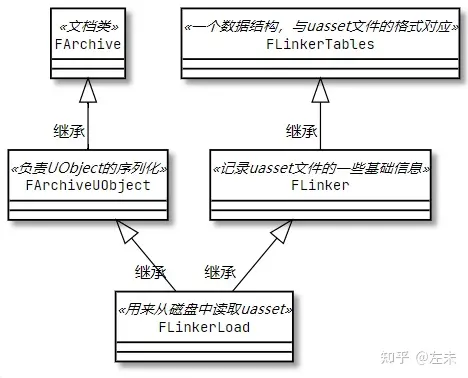 «文档类»
FArchive
«一个数据结构，与uasset文件的格式对应»
FLinkerTables
继承
继承
«负责UObject的序列化»
FArchiveUObject
«记录uasset文件的一些基础信息»
FLinker
继承
继承
«用来从磁盘中读取uasset»
FLinkerLoad
知乎 @左未